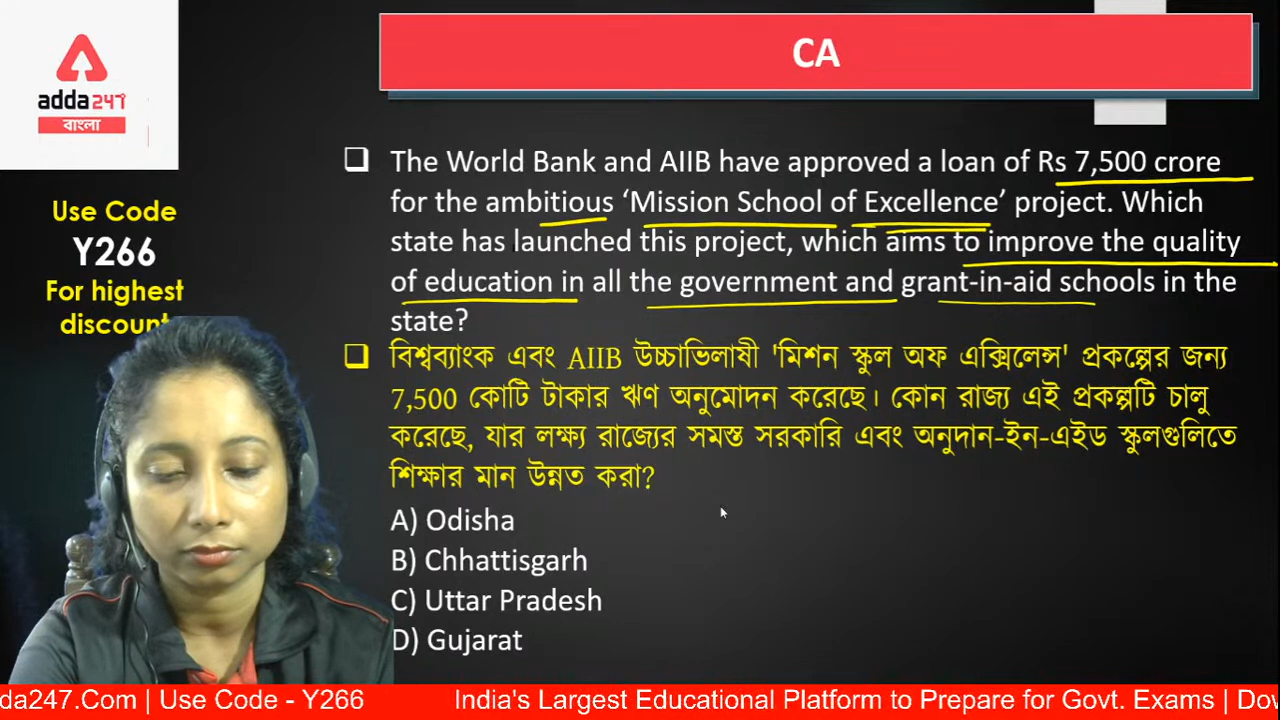 CA
adda247
বাংলা
The World Bank and AIIB have approved a loan of Rs 7,500 crore
for the ambitious ‘Mission School of Excellence’ project. Which
state has launched this project, which aims to improve the quality
of education in all the government and grant-in-aid schools in the
state?
বিশ্বব্যাংক এবং AIIB উচ্চাভিলাষী 'মিশন স্কুল অফ এক্সিলেন্স' প্রকল্পের জন্য
7,500 কোটি টাকার ঋণ অনুমোদন করেছে। কোন রাজ্য এই প্রকল্পটি চালু
করেছে, যার লক্ষ্য রাজ্যের সমস্ত সরকারি এবং অনুদান-ইন-এইড স্কুলগুলিতে
শিক্ষার মান উন্নত করা?
A) Odisha
B) Chhattisgarh
C) Uttar Pradesh
D) Gujarat
Use Code
Y266
For highest
discount
da247.Com | Use Code - Y266 India's Largest Educational Platform to Prepare for Govt. Exams |